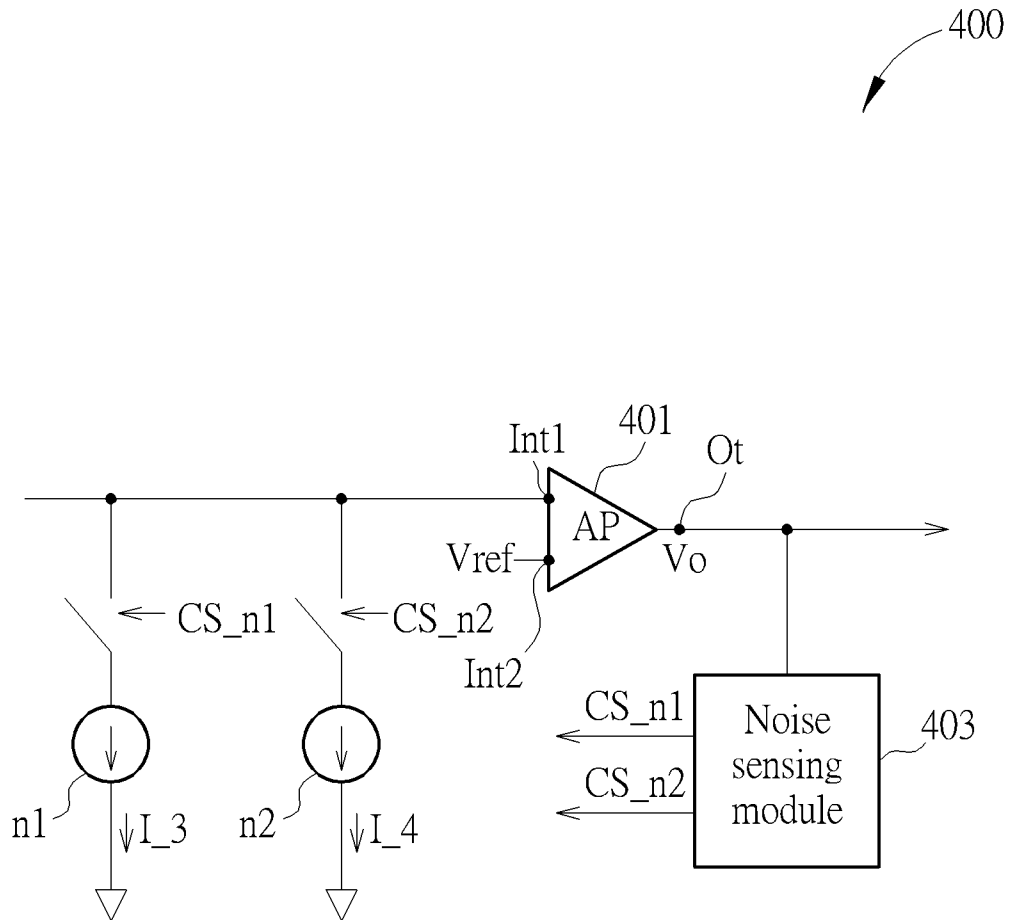 400
401
Int1
Ot
AP
Vref
Vo
CS_n1
CS_n2
Int2
CS_n1
Noise
sensing
module
403
CS_n2
n1
I_3
n2
I_4